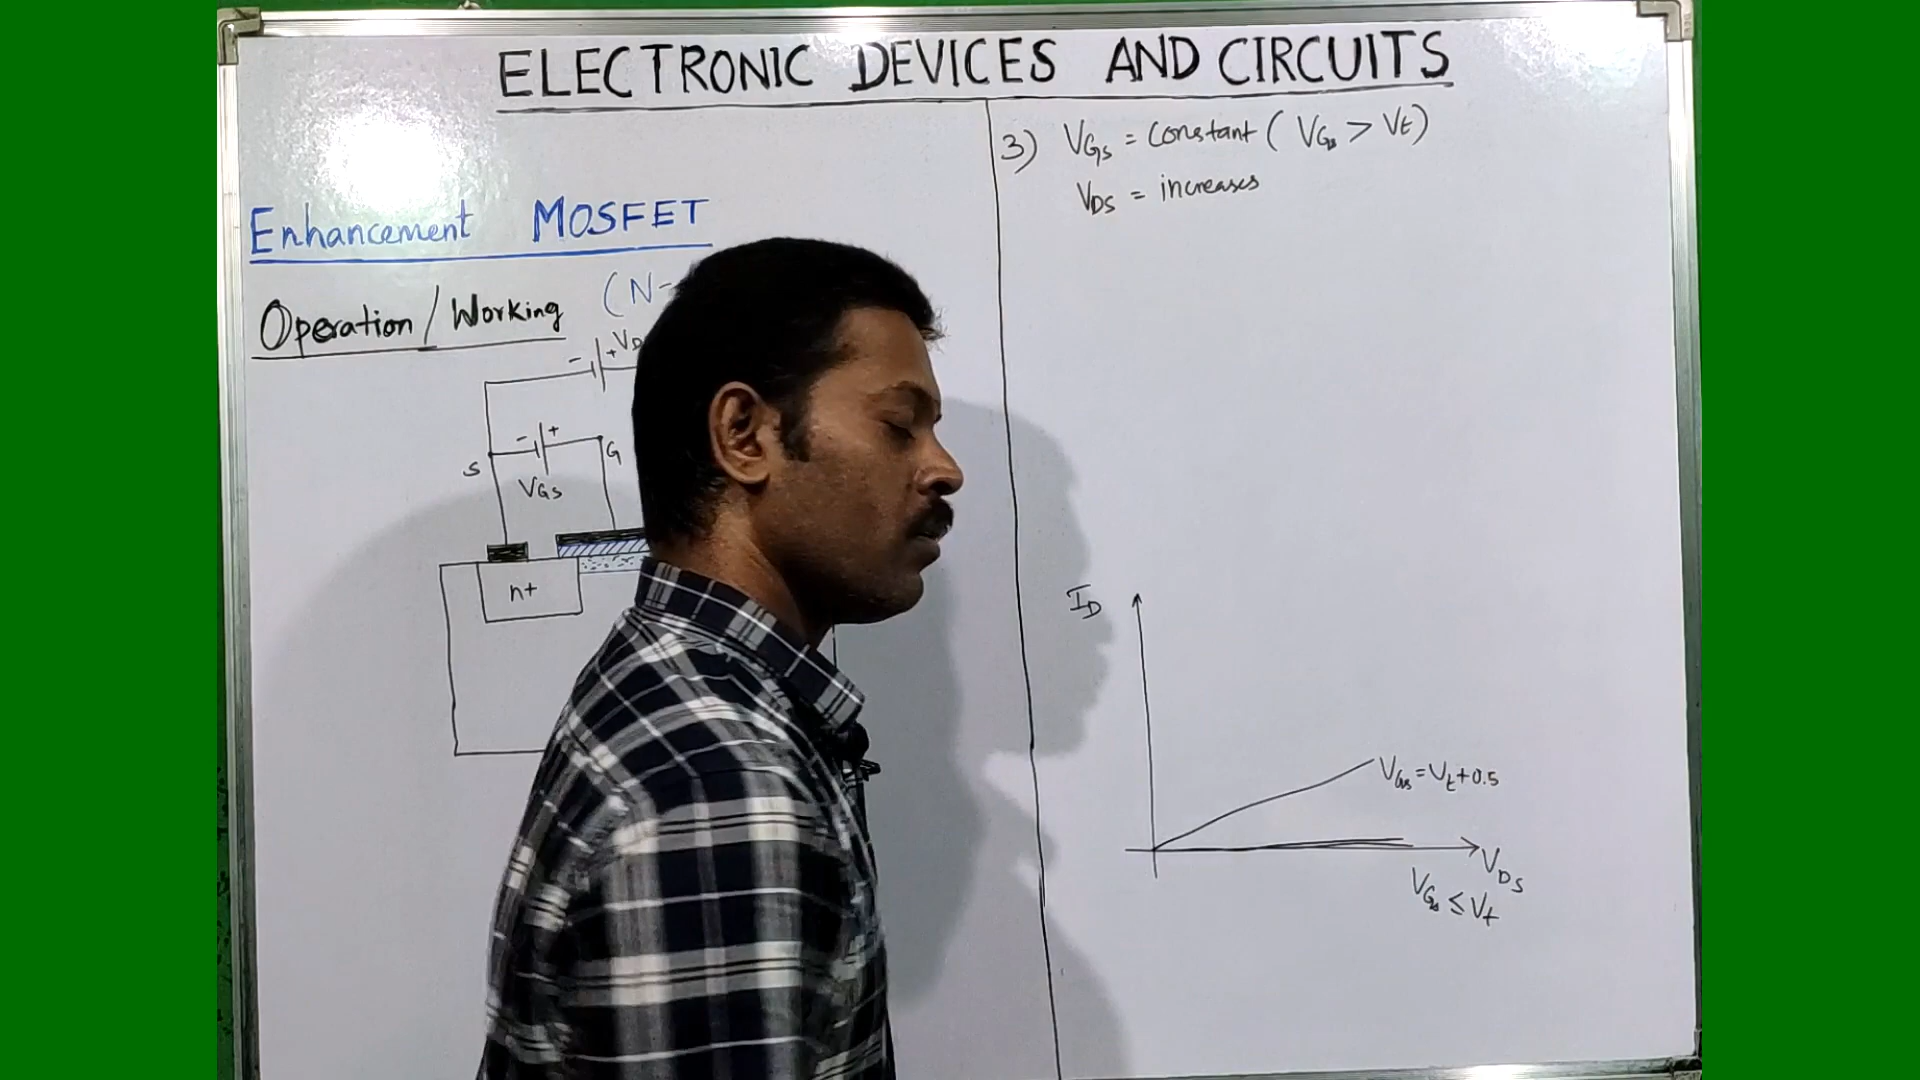 ELECTRONIC DEVICES AND CIRCUITS
Enhancement MOSFET
Operation/Working (N-
- +VD
- +
S G
VGS
n+
3) VGS = Constant ( VGS > Vt)
VDS = increases
ID
VGS=Vt+0.5
VDS
VGS ≤ Vt